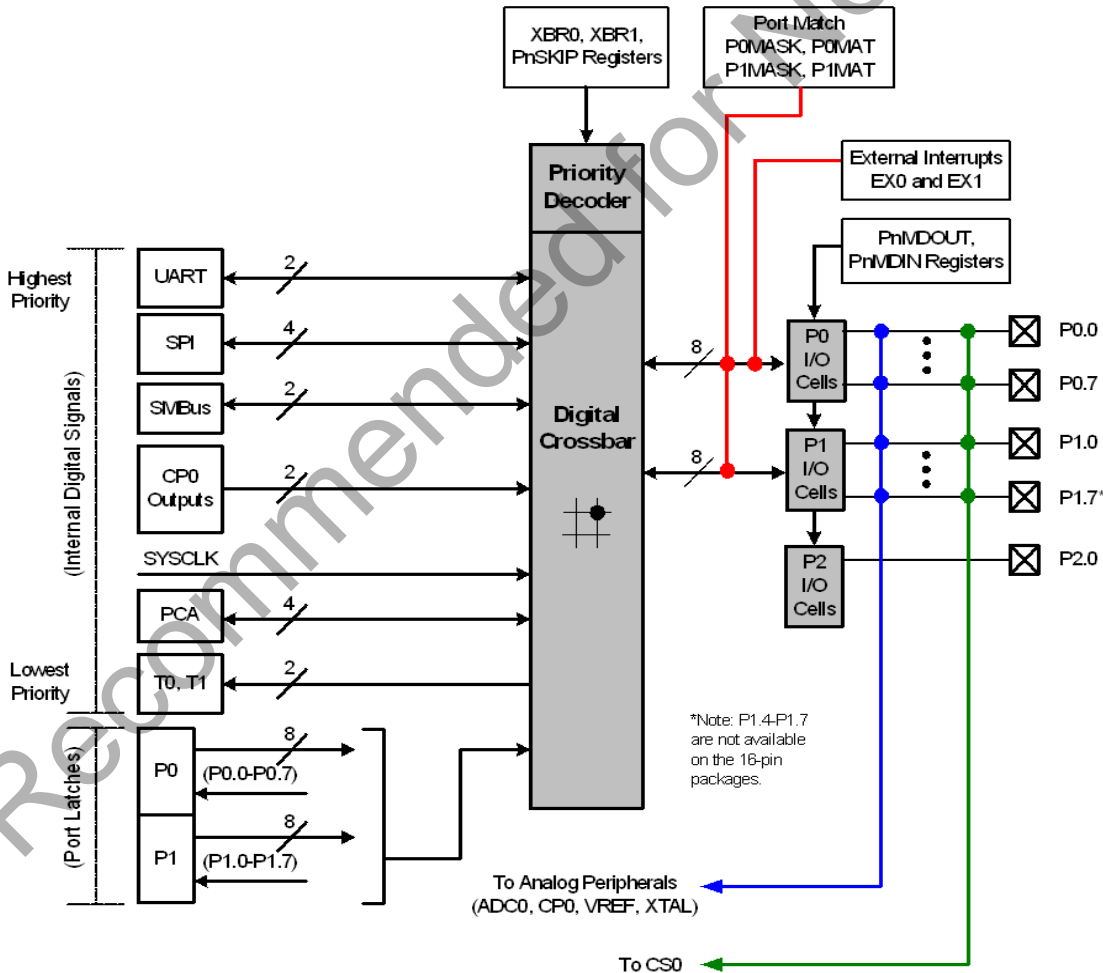 Recommended for N
XBR0, XBR1,
PnSKIP Registers
Port Match
P0MASK, P0MAT
P1MASK, P1MAT
External Interrupts
EX0 and EX1
Priority
Decoder
PnMDOUT,
PnMDIN Registers
Highest
Priority
UART
2
SPI
4
SMBus
2
CP0
Outputs
2
SYSCLK
PCA
4
Lowest
Priority
T0, T1
2
(Internal Digital Signals)
Digital
Crossbar
8
8
P0
I/O
Cells
P1
I/O
Cells
P2
I/O
Cells
P0.0
P0.7
P1.0
P1.7*
P2.0
(Port Latches)
P0
8
(P0.0-P0.7)
P1
8
(P1.0-P1.7)
*Note: P1.4-P1.7
are not available
on the 16-pin
packages.
To Analog Peripherals
(ADC0, CP0, VREF, XTAL)
To CS0